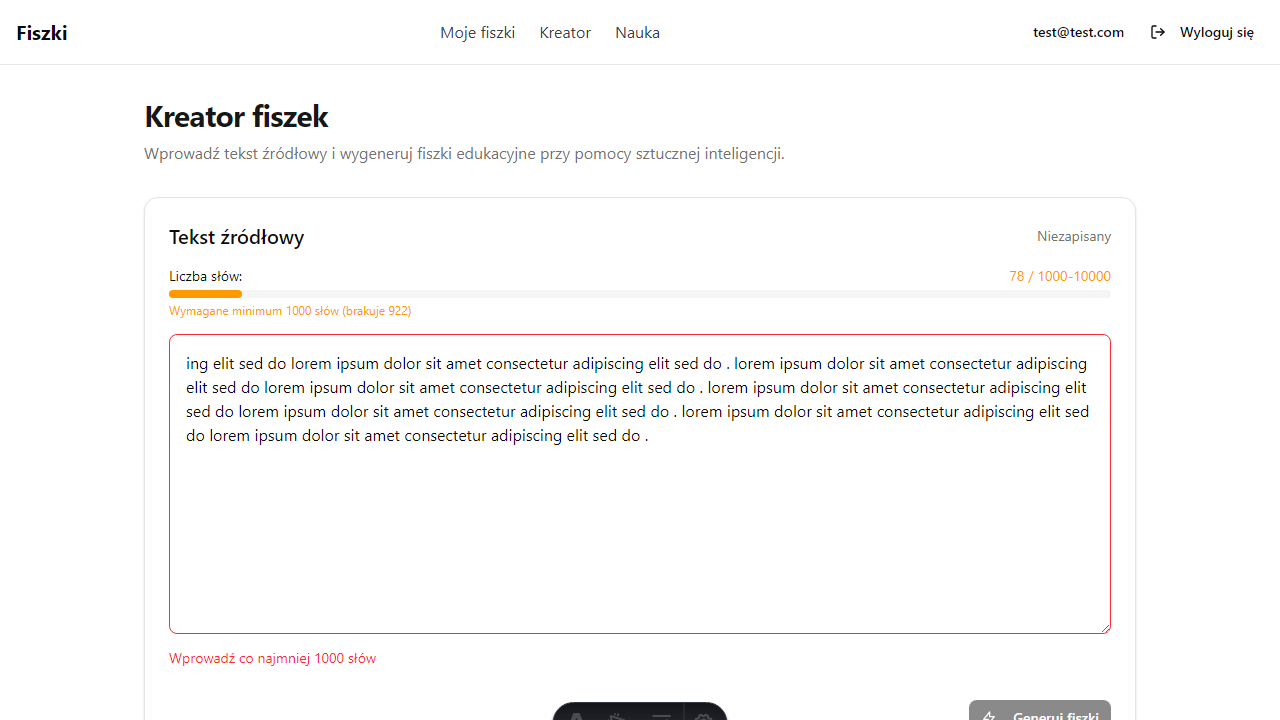 Fiszki
Moje fiszki Kreator Nauka
test@test.com Wyloguj się
Kreator fiszek
Wprowadź tekst źródłowy i wygeneruj fiszki edukacyjne przy pomocy sztucznej inteligencji.
Tekst źródłowy
Niezapisany
Liczba słów:
78 / 1000-10000
Wymagane minimum 1000 słów (brakuje 922)
ing elit sed do lorem ipsum dolor sit amet consectetur adipiscing elit sed do . lorem ipsum dolor sit amet consectetur adipiscing
elit sed do lorem ipsum dolor sit amet consectetur adipiscing elit sed do . lorem ipsum dolor sit amet consectetur adipiscing elit
sed do lorem ipsum dolor sit amet consectetur adipiscing elit sed do . lorem ipsum dolor sit amet consectetur adipiscing elit sed
do lorem ipsum dolor sit amet consectetur adipiscing elit sed do .
Wprowadź co najmniej 1000 słów
Generuj fiszki